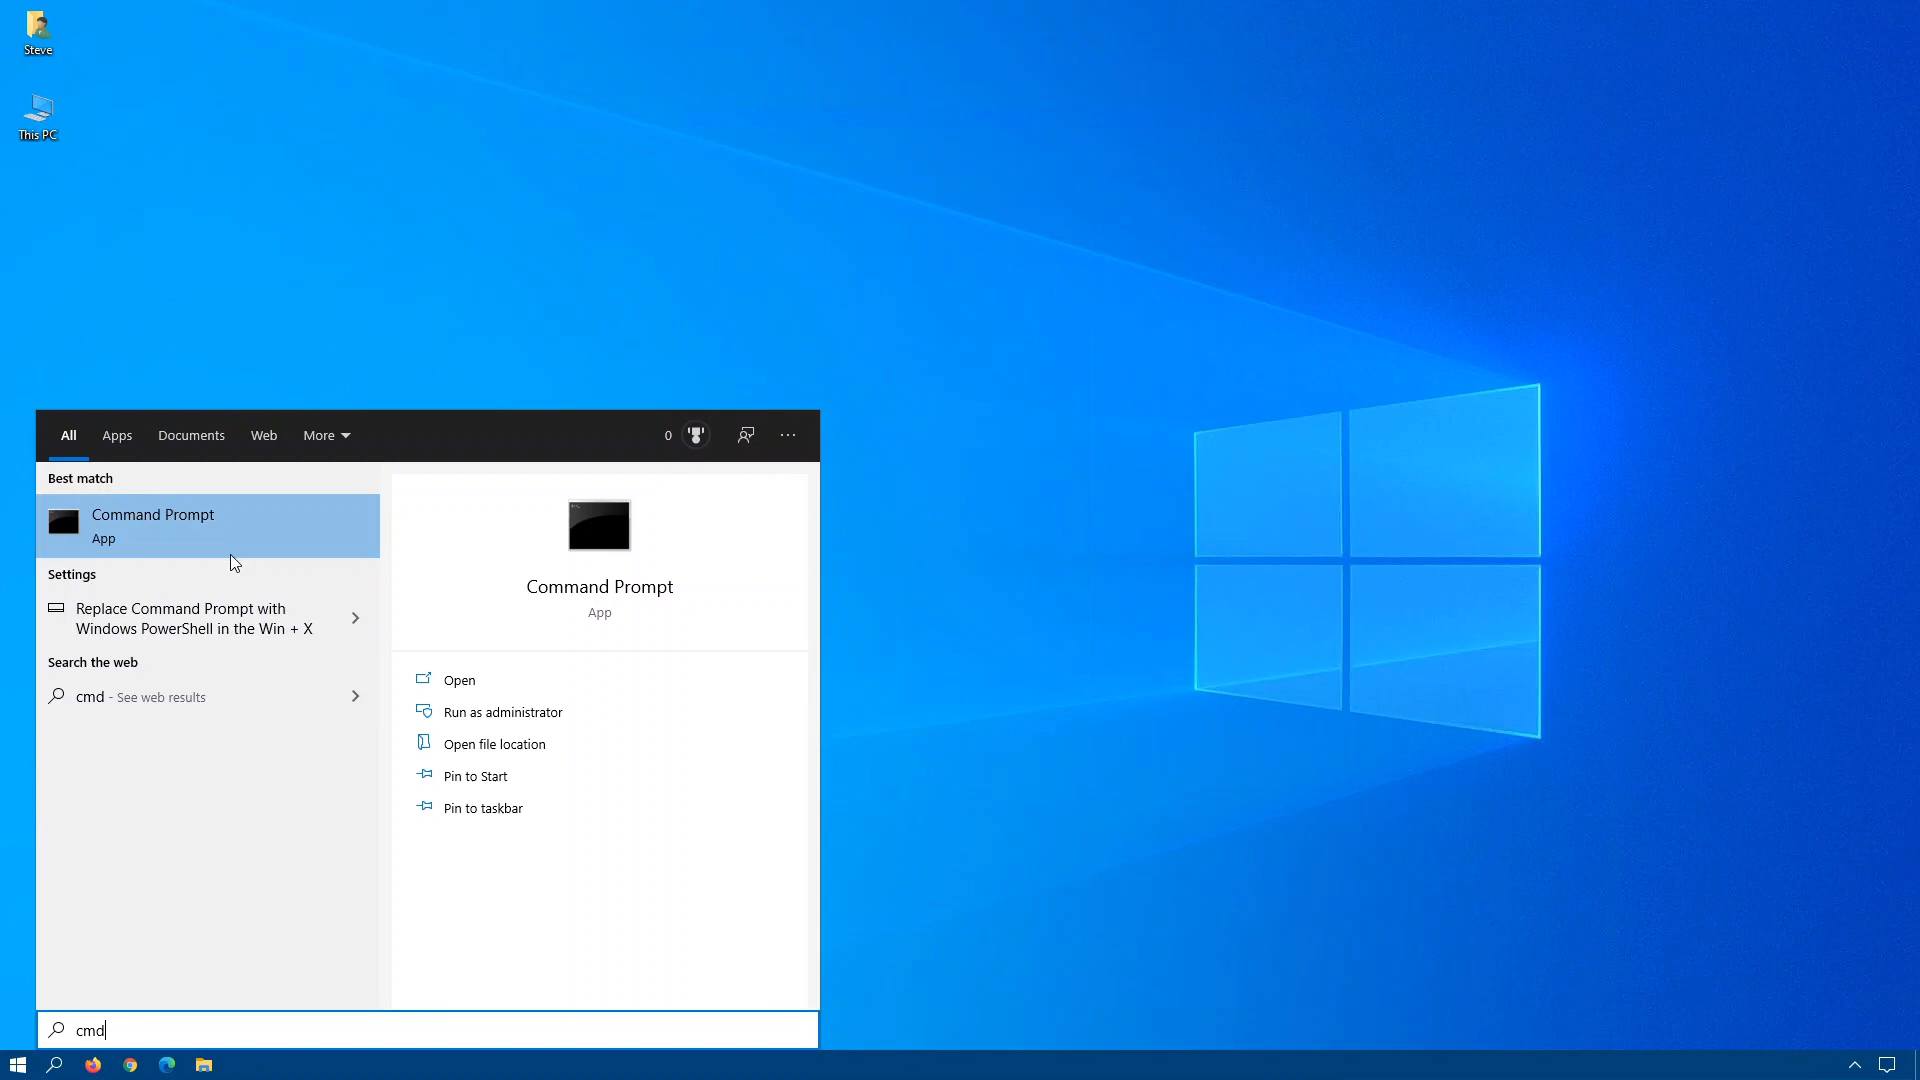 Steve
This PC
All Apps Documents Web More 0
Best match
Command Prompt
App
Settings
Replace Command Prompt with
Windows PowerShell in the Win + X
Search the web
cmd - See web results
Command Prompt
App
Open
Run as administrator
Open file location
Pin to Start
Pin to taskbar
cmd